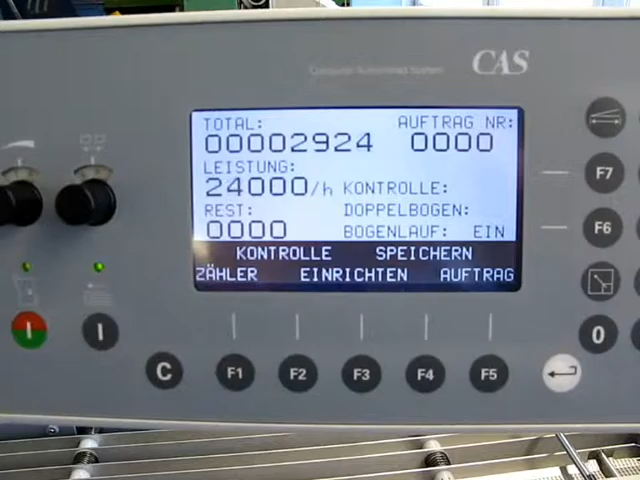 CAS
TOTAL:
00002924
AUFTRAG NR:
0000
LEISTUNG:
24000/h
KONTROLLE:
REST:
0000
DOPPELBOGEN:
BOGENLAUF: EIN
KONTROLLE SPEICHERN
ZÄHLER EINRICHTEN AUFTRAG
F7
F6
0
C
F1
F2
F3
F4
F5